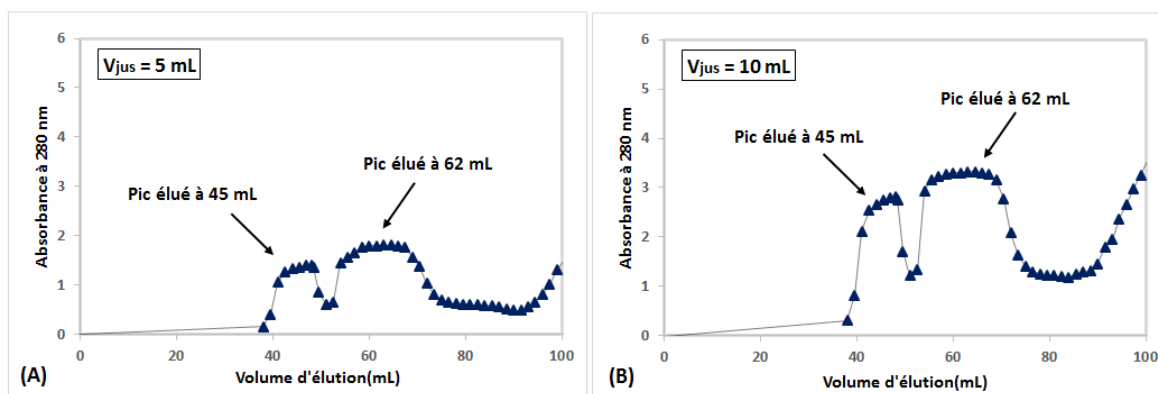 6
5
4
3
2
1
0
Absorbance à 280 nm
Vjus = 5 mL
Pic élué à 45 mL
Pic élué à 62 mL
0 20 40 60 80 100
Volume d'élution(mL)
(A)
6
5
4
3
2
1
0
Absorbance à 280 nm
Vjus = 10 mL
Pic élué à 62 mL
Pic élué à 45 mL
0 20 40 60 80 100
Volume d'élution(mL)
(B)